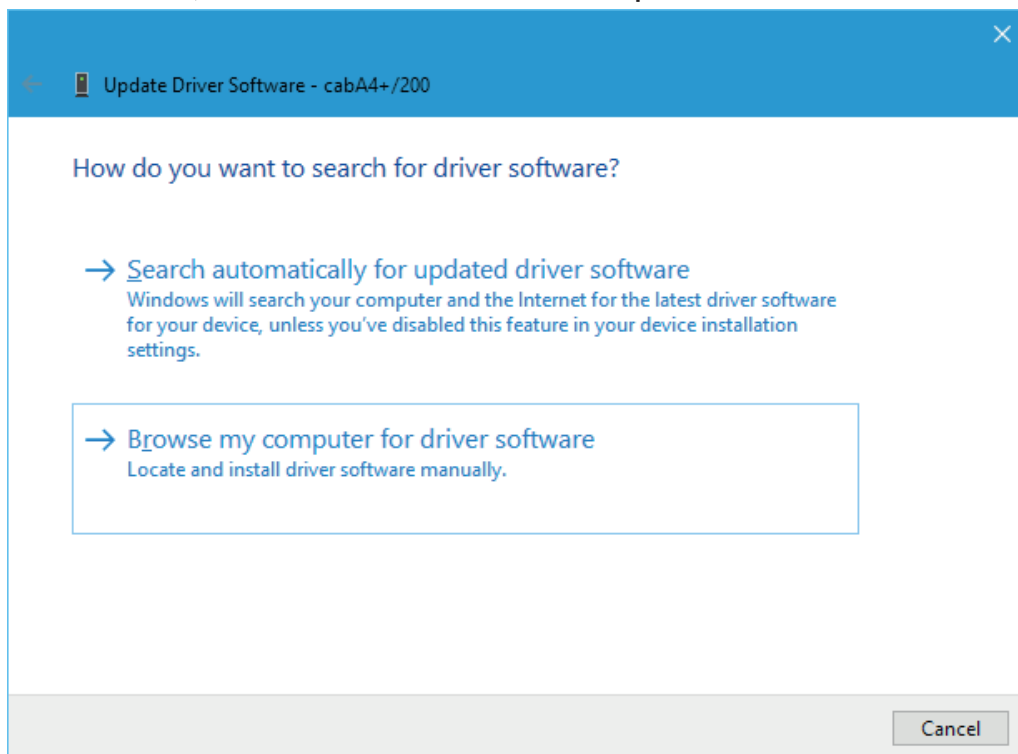 Update Driver Software - cabA4+/200
How do you want to search for driver software?
Search automatically for updated driver software
Windows will search your computer and the Internet for the latest driver software
for your device, unless you've disabled this feature in your device installation
settings.
Browse my computer for driver software
Locate and install driver software manually.
Cancel